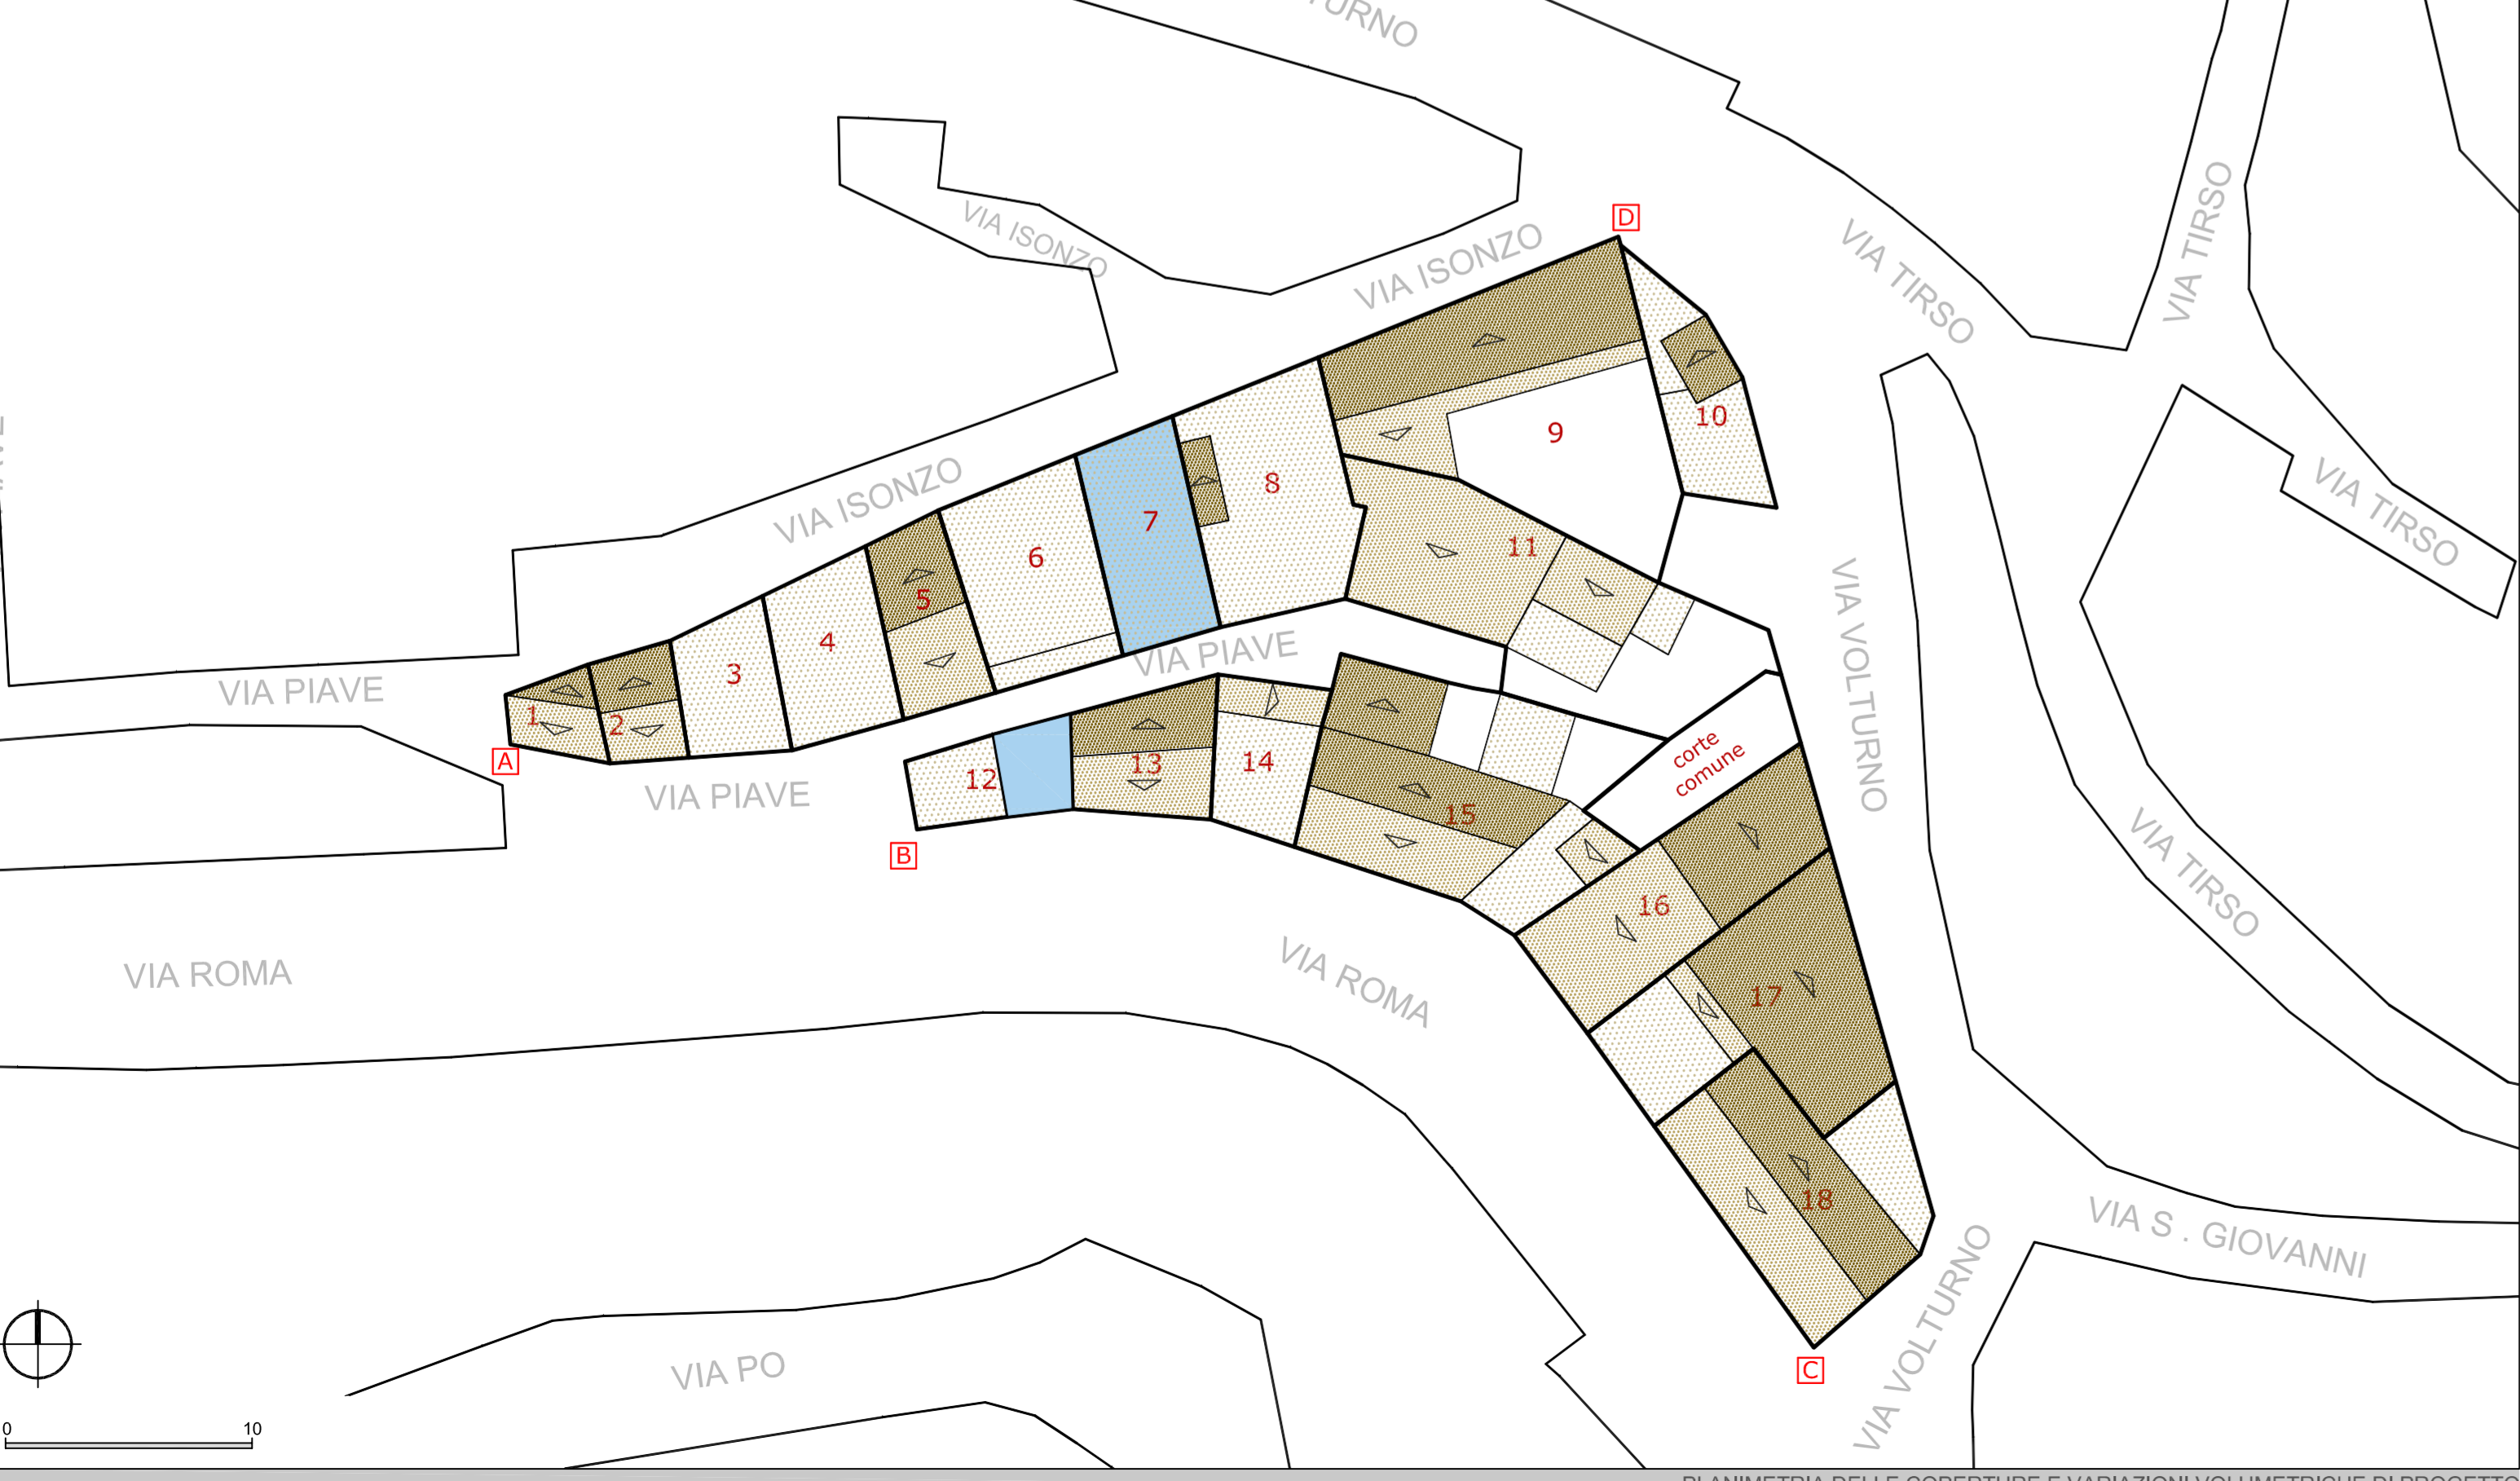 TURNO
D
VIA ISONZO
VIA ISONZO
VIA TIRSO
VIA TIRSO
10
9
8
7
VIA ISONZO
6
11
VIA TIRSO
5
4
3
VIA PIAVE
VIA VOLTURNO
VIA PIAVE
1
2
A
corte
comune
14
13
12
VIA PIAVE
15
B
VIA TIRSO
16
VIA ROMA
VIA ROMA
17
18
VIA S . GIOVANNI
VIA PO
C
VIA VOLTURNO
0 10